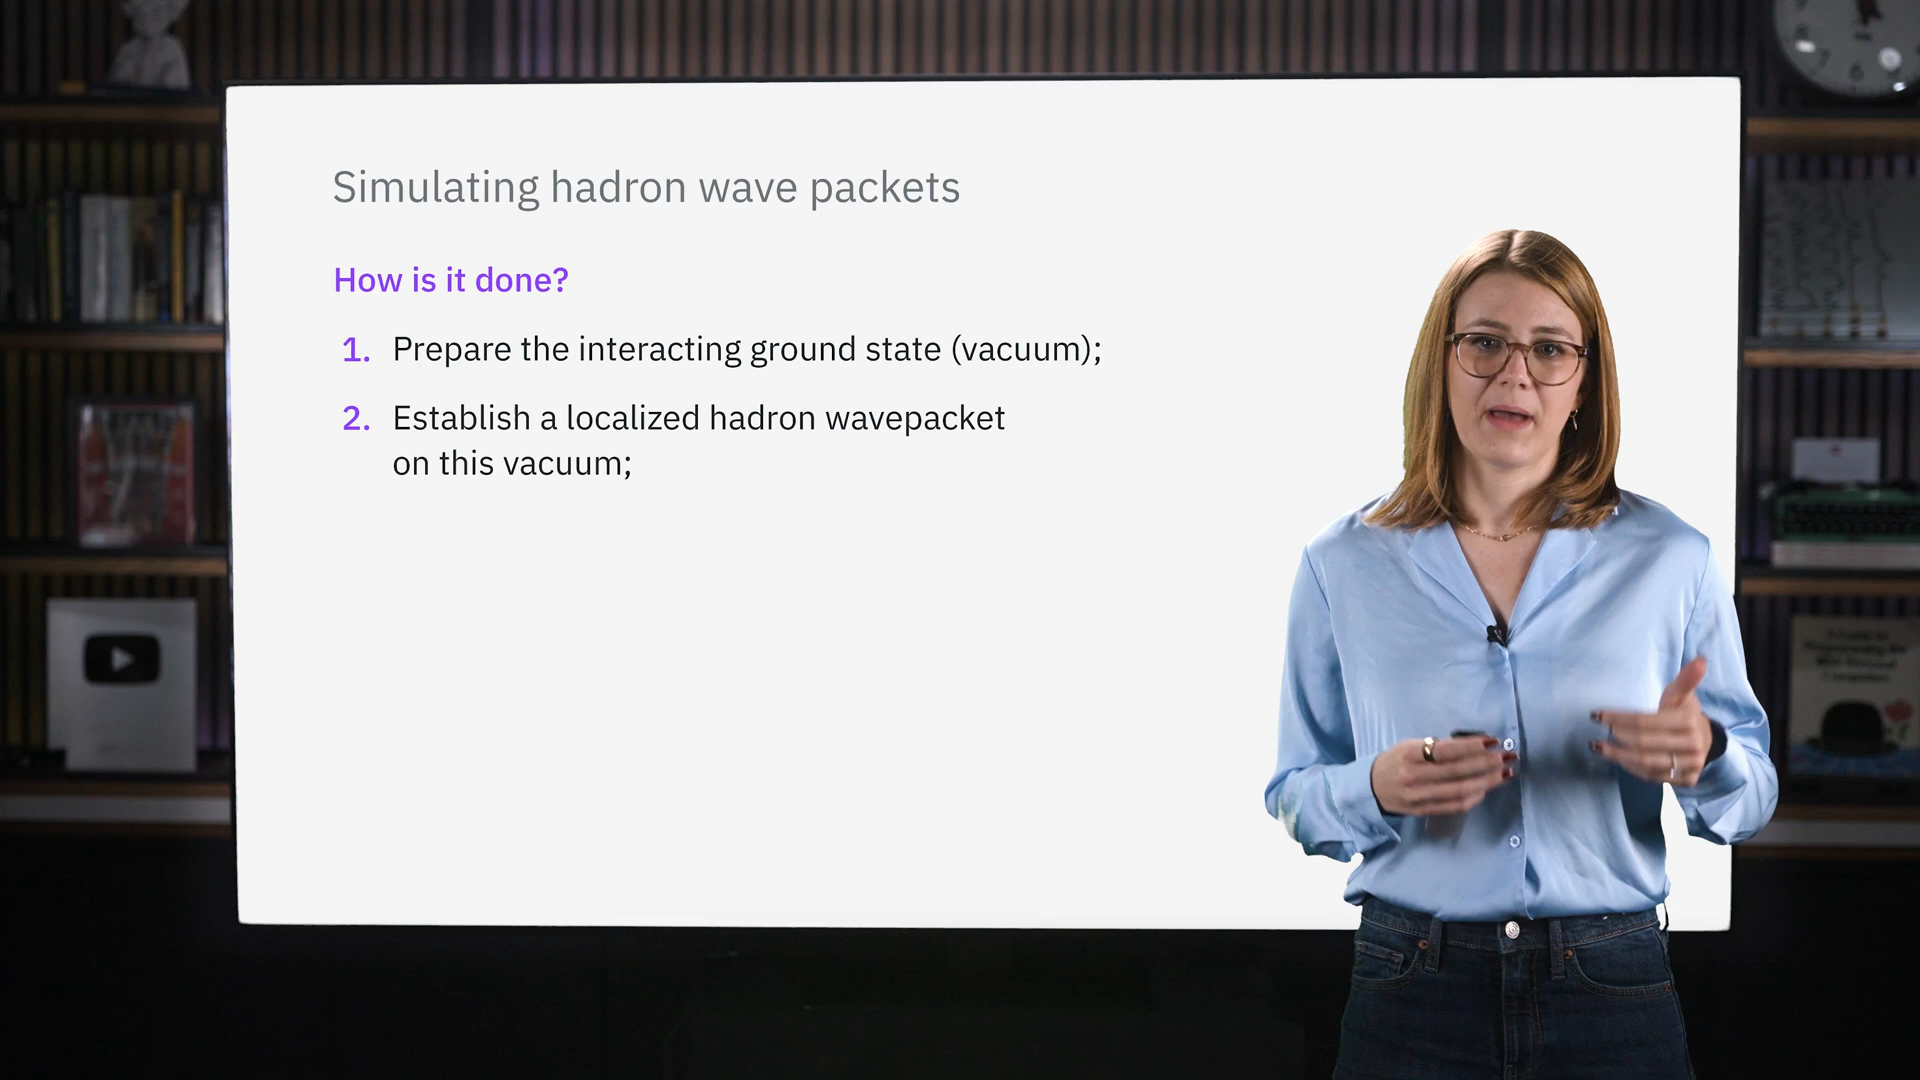 Simulating hadron wave packets
How is it done?
1. Prepare the interacting ground state (vacuum);
2. Establish a localized hadron wavepacket
on this vacuum;